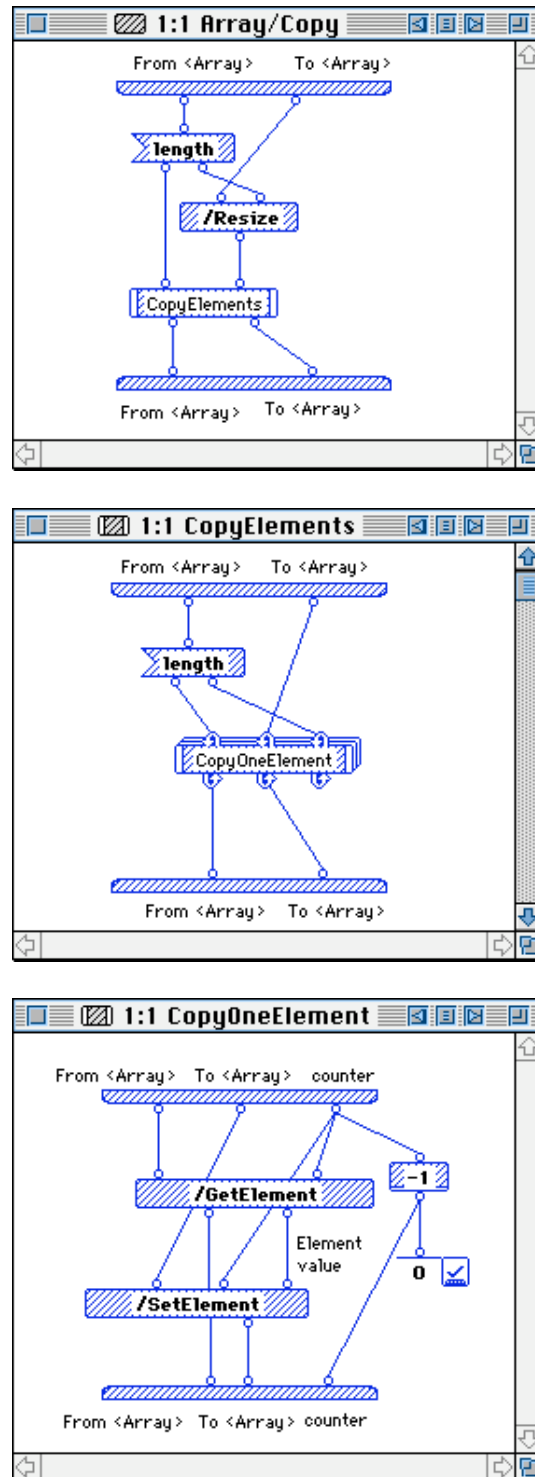 1:1 Array/Copy
From <Array> To <Array>
length
/Resize
CopyElements
From <Array> To <Array>
1:1 CopyElements
From <Array> To <Array>
length
CopyOneElement
From <Array> To <Array>
1:1 CopyOneElement
From <Array> To <Array> counter
-1
/GetElement
Element
value
0
/SetElement
From <Array> To <Array> counter